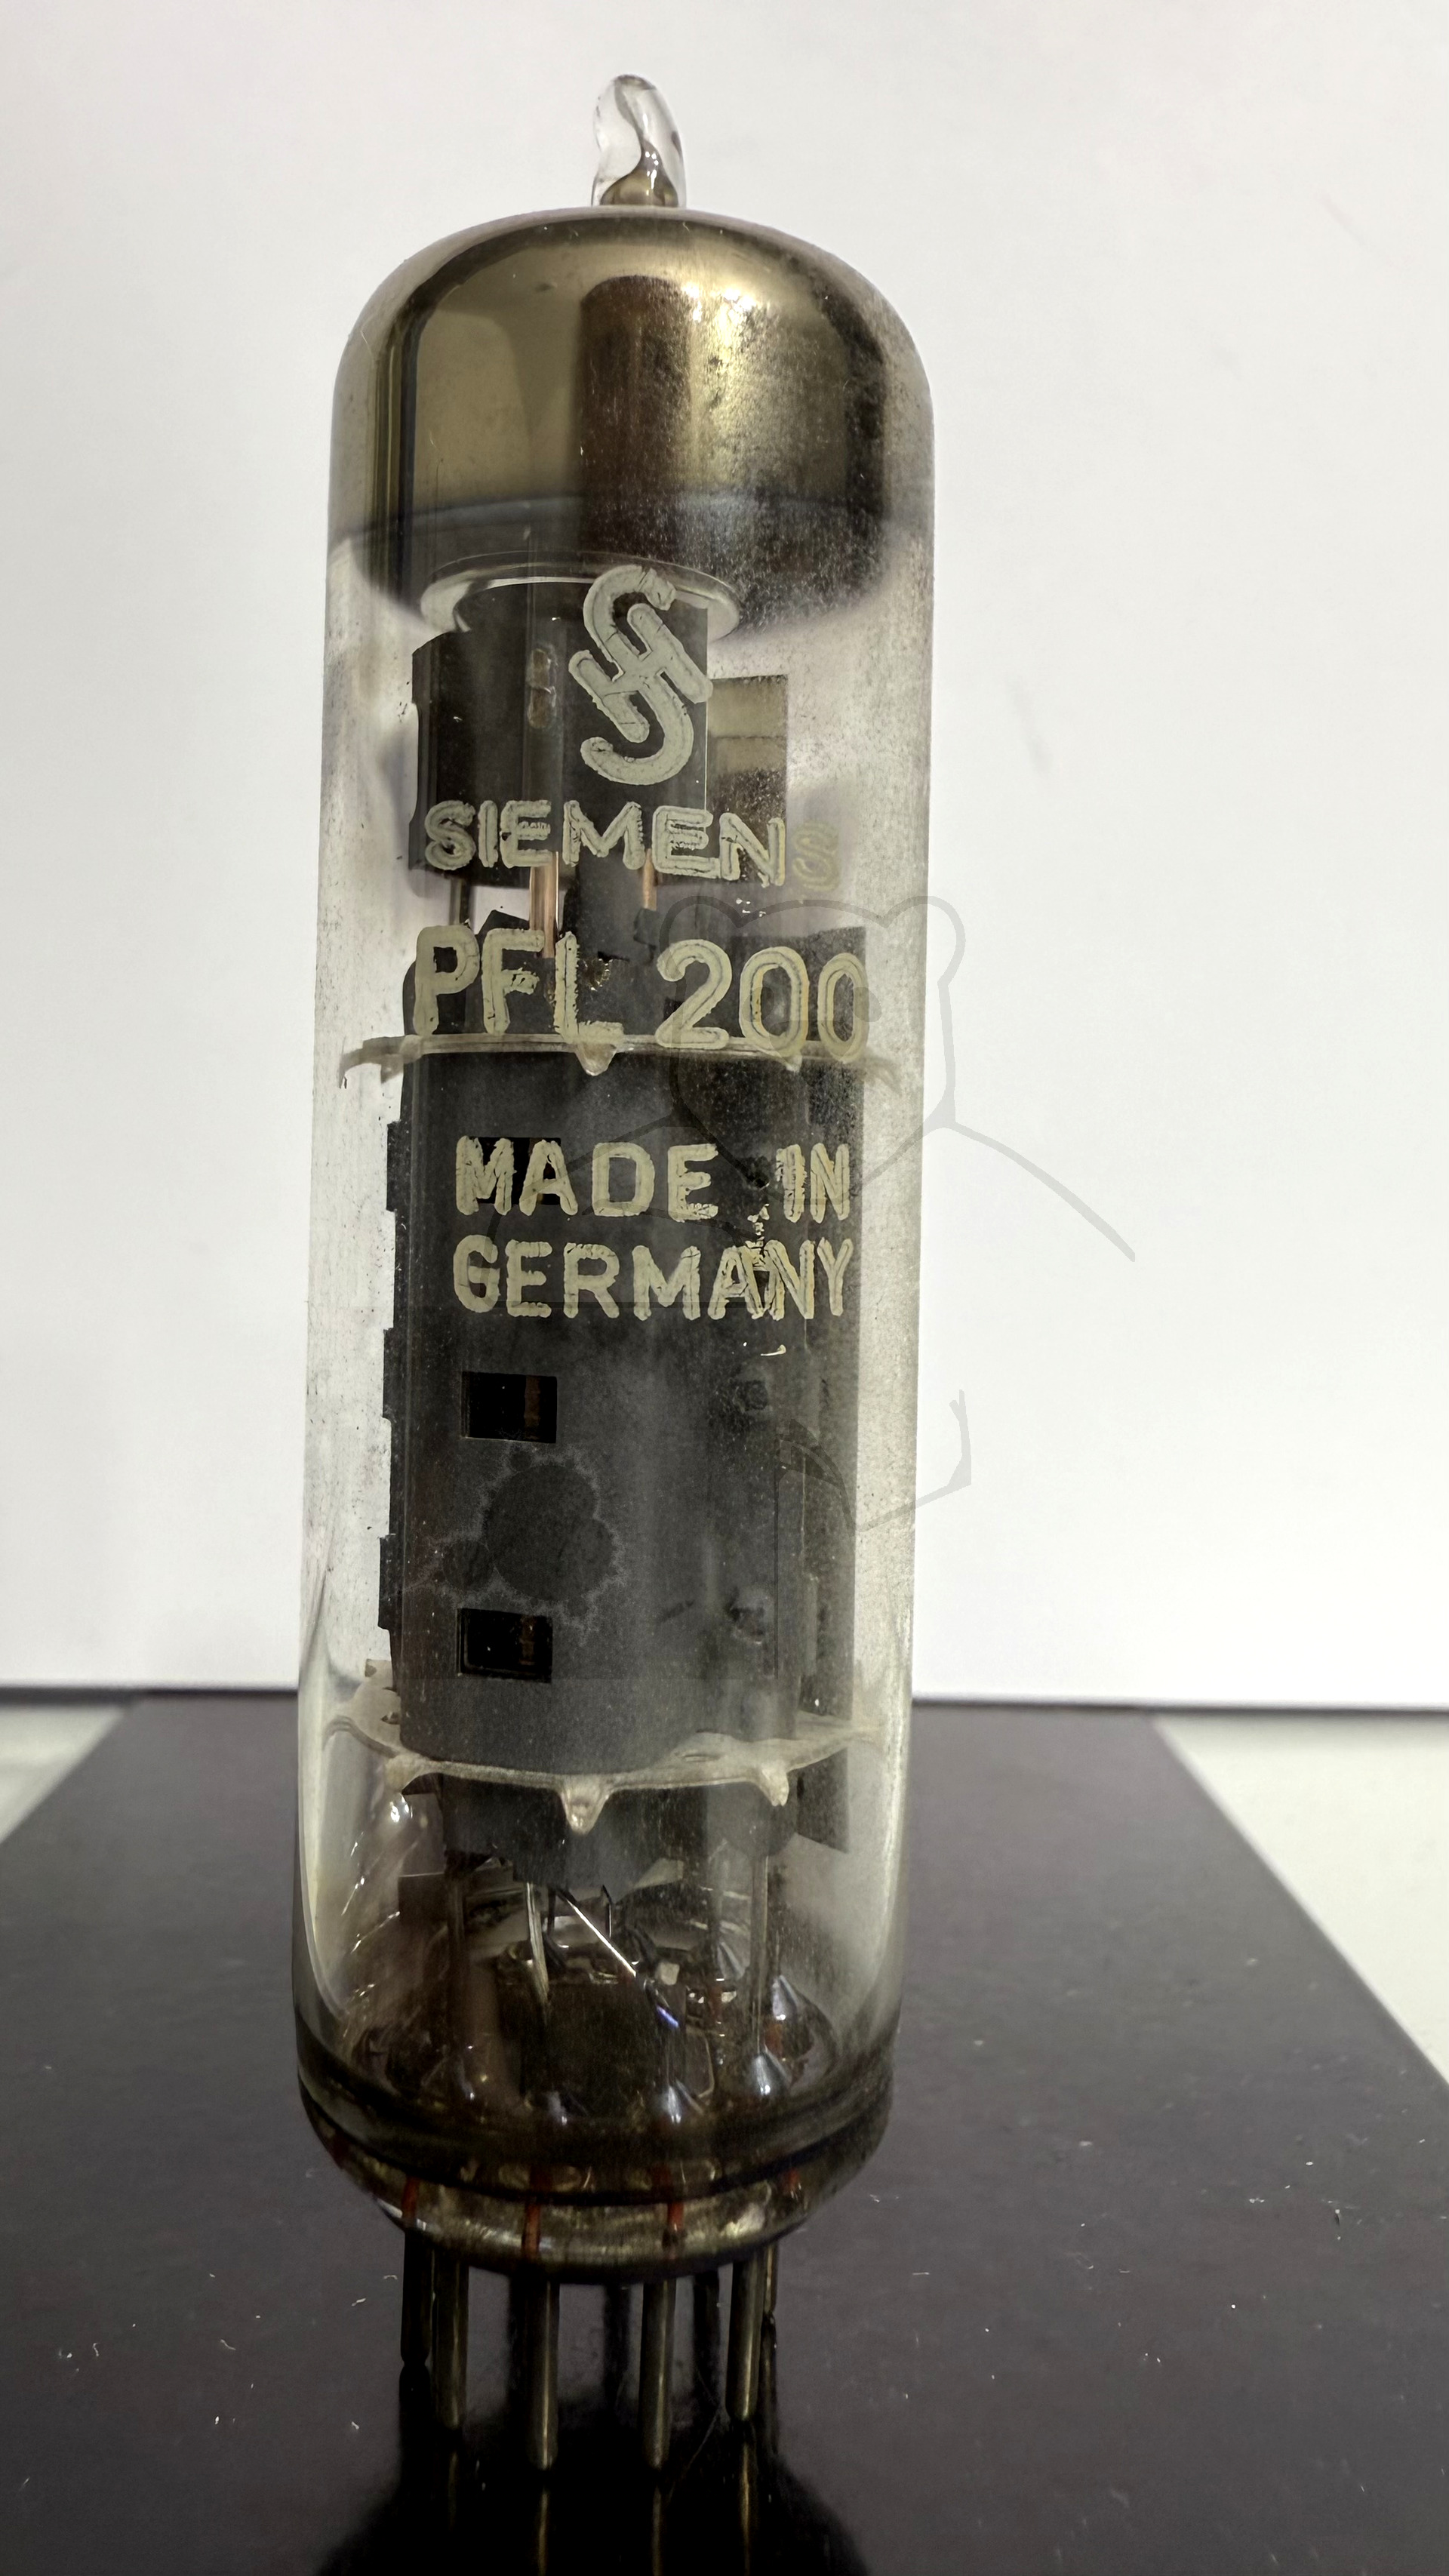 SIEMENS
PFL 200
MADE IN
GERMANY